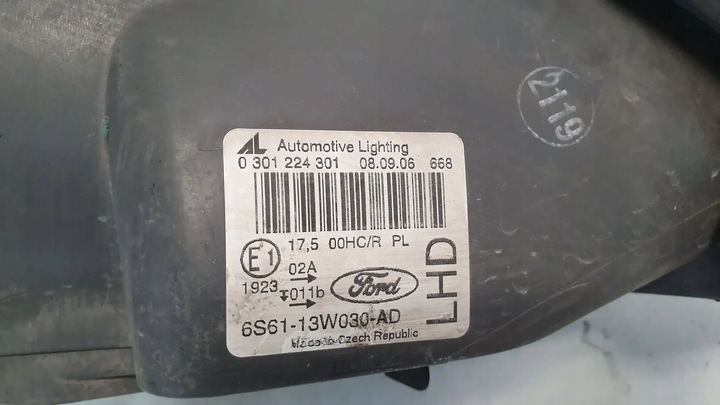 2119
AL Automotive Lighting
0 301 224 301 08.09.06 668
17,5 00HC/R PL
E1 02A
1923 →011b
Ford
LHD
6S61-13W030-AD
Made in Czech Republic